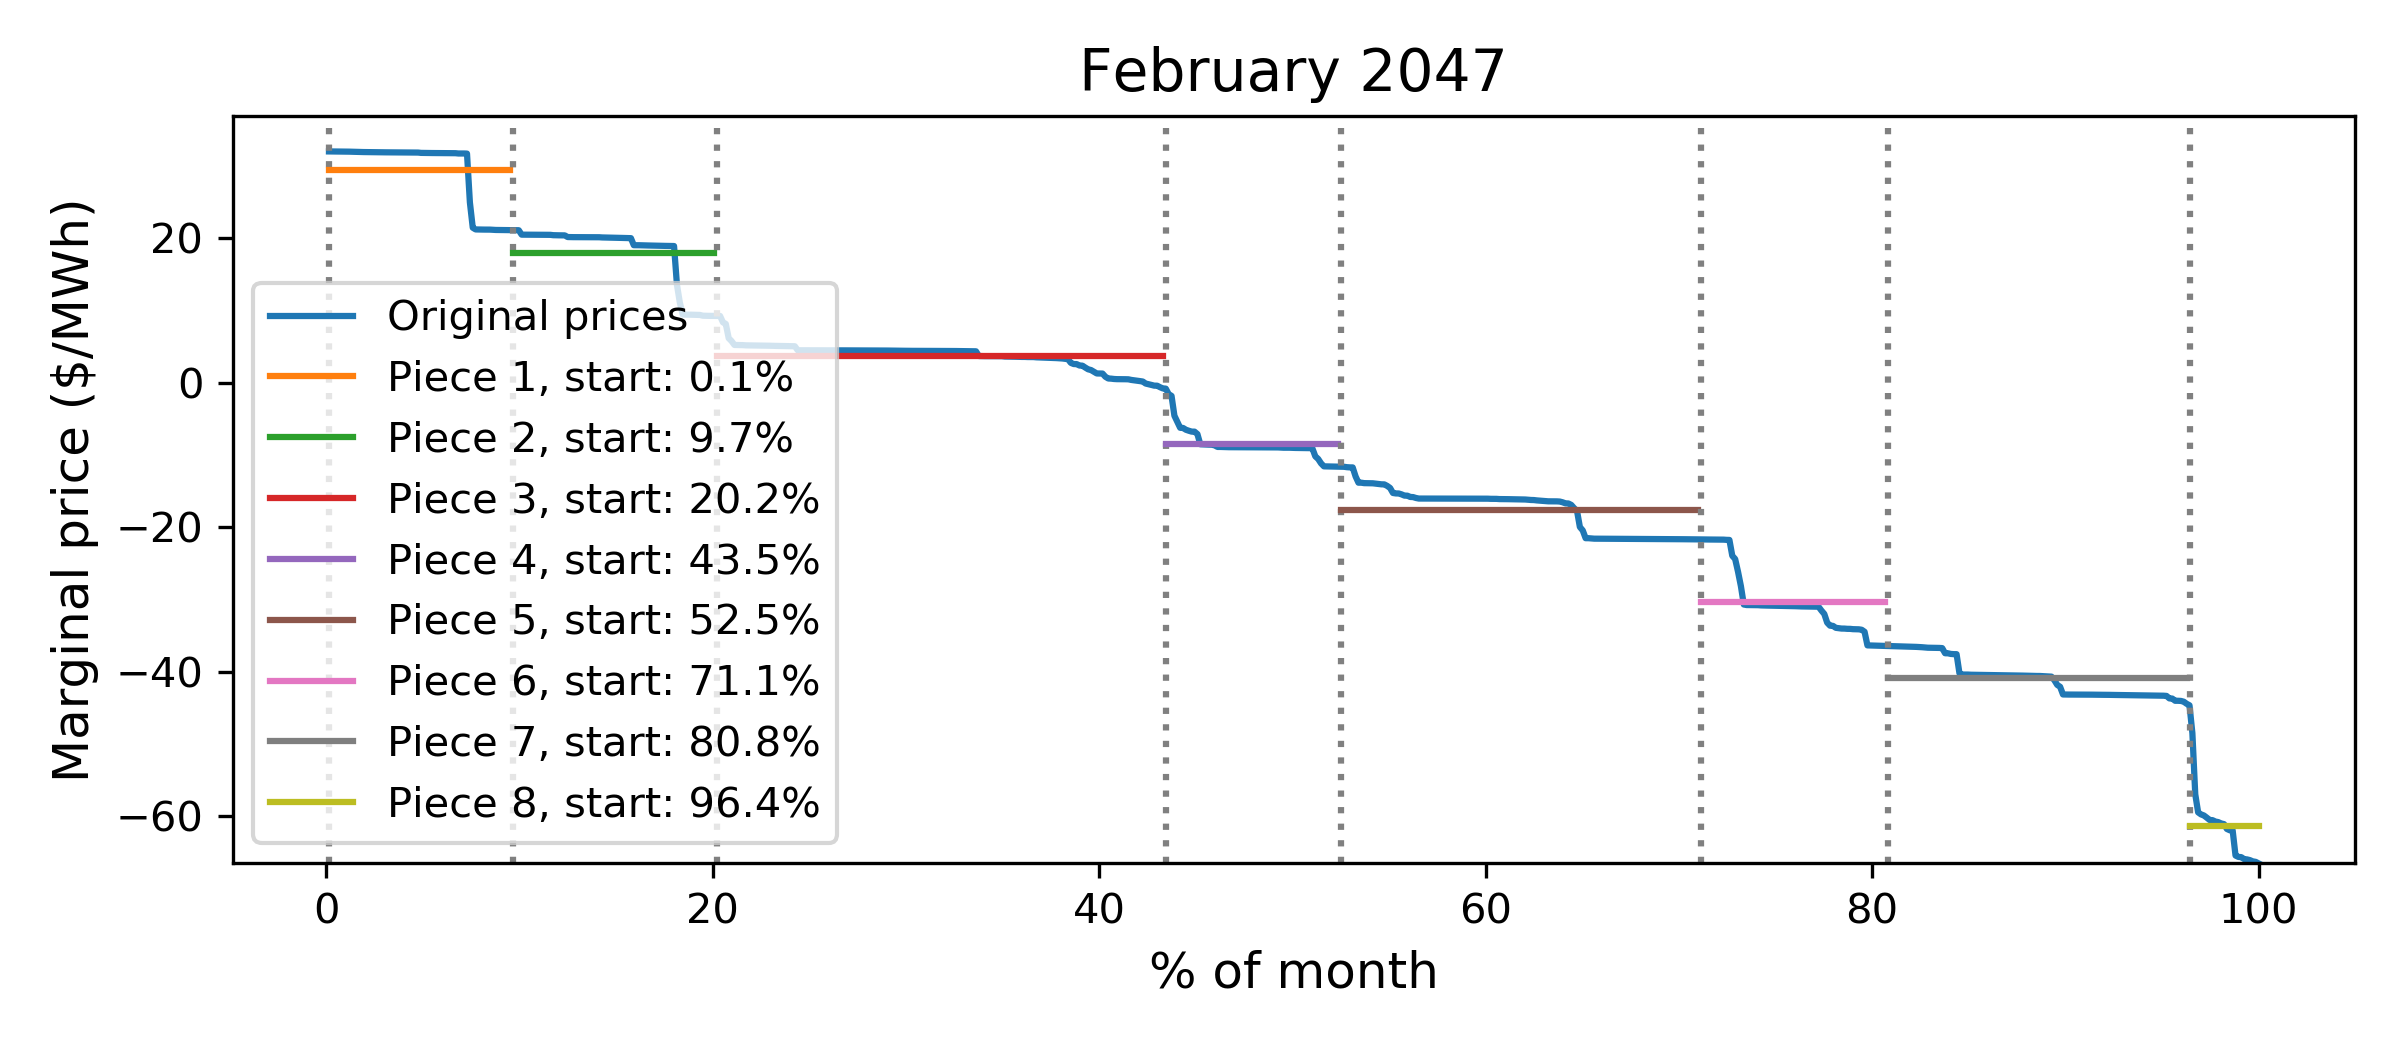 February 2047
Marginal price ($/MWh)
20
0
−20
−40
−60
Original prices
Piece 1, start: 0.1%
Piece 2, start: 9.7%
Piece 3, start: 20.2%
Piece 4, start: 43.5%
Piece 5, start: 52.5%
Piece 6, start: 71.1%
Piece 7, start: 80.8%
Piece 8, start: 96.4%
0 20 40 60 80 100
% of month